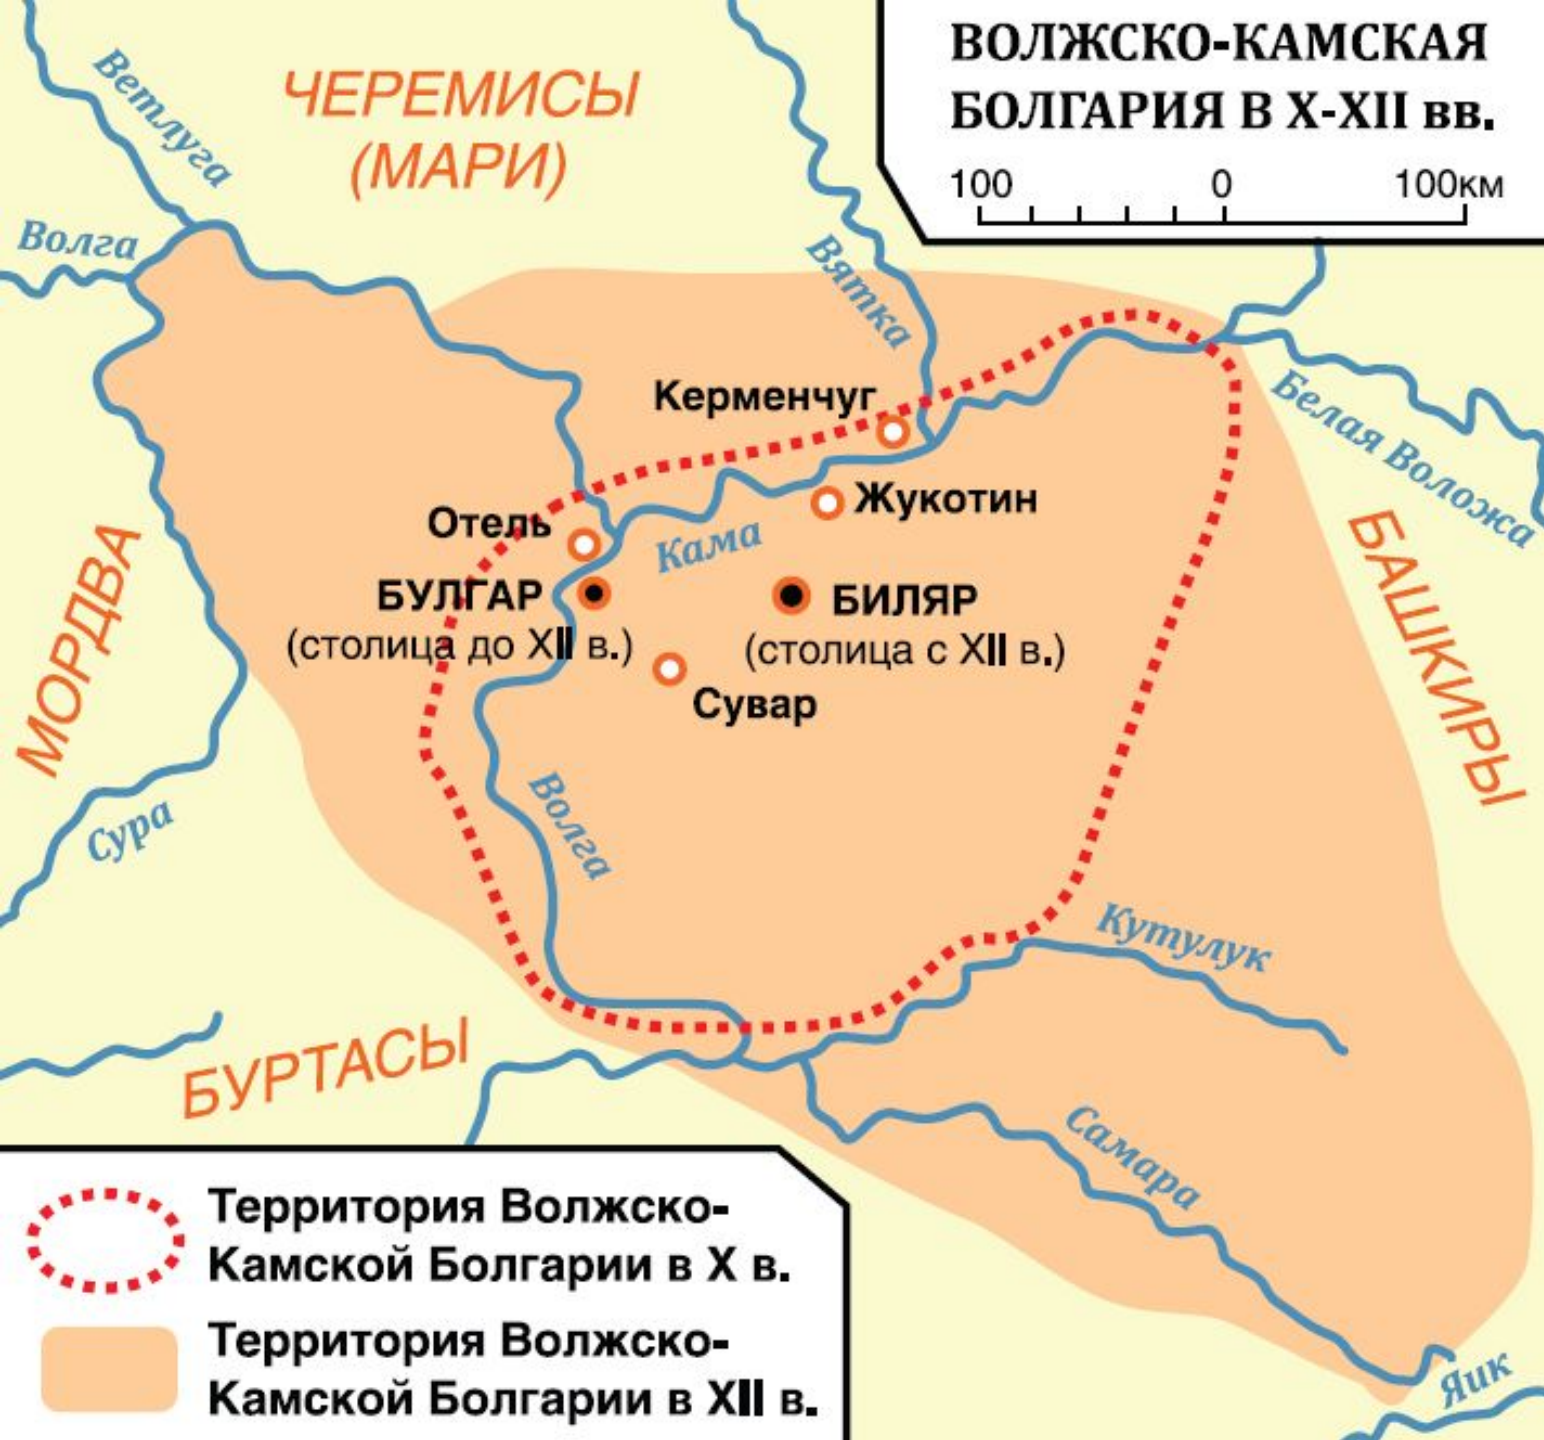 ВОЛЖСКО-КАМСКАЯ
БОЛГАРИЯ В X-XII вв.
100 0 100км
Ветлуга
ЧЕРЕМИСЫ
(МАРИ)
Волга
Вятка
Керменчуг
Белая Воложа
Жукотин
Отель
Кама
БУЛГАР
(столица до XII в.)
БИЛЯР
(столица с XII в.)
Сувар
МОРДВА
БАШКИРЫ
Сура
Волга
Кутулук
БУРТАСЫ
Самара
Яик
Территория Волжско-
Камской Болгарии в X в.
Территория Волжско-
Камской Болгарии в XII в.